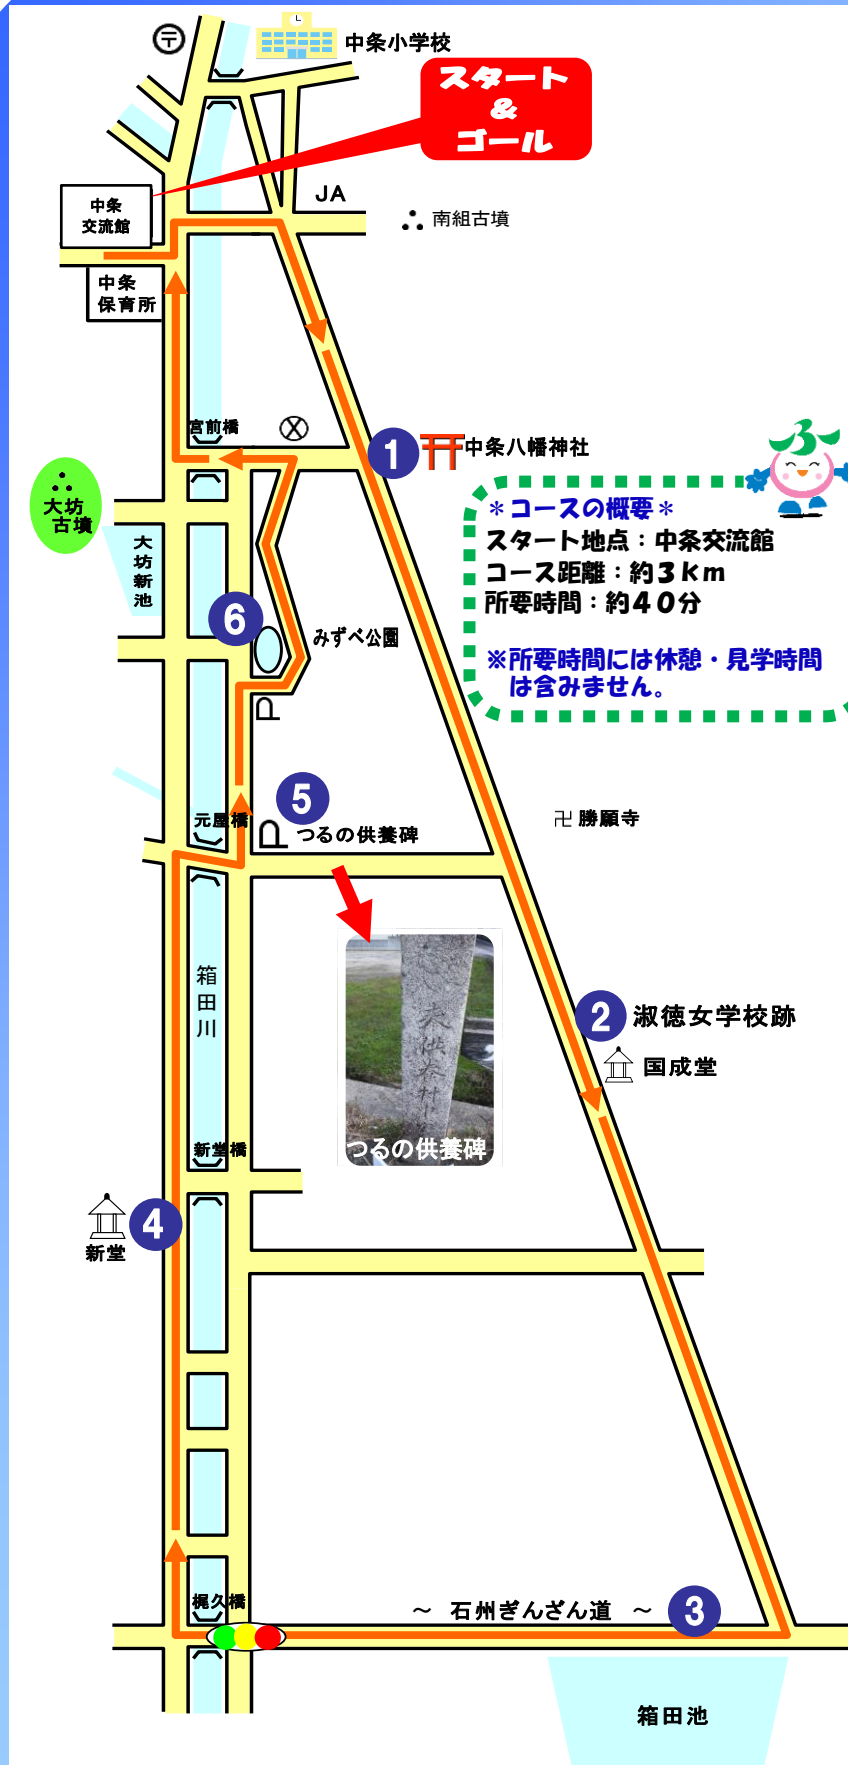 〒
中条小学校
スタート
&
ゴール
中条
交流館
JA
南組古墳
中条
保育所
宮前橋
1
中条八幡神社
大坊
古墳
大
坊
新
池
*コースの概要*
スタート地点:中条交流館
コース距離:約3km
所要時間:約40分
※所要時間には休憩・見学時間
は含みません。
6
みずべ公園
5
元屋橋
つるの供養碑
卍勝願寺
箱
田
川
2
淑徳女学校跡
国成堂
つるの供養碑
新堂橋
4
新堂
梶久橋
~ 石州ぎんざん道 ~
3
箱田池